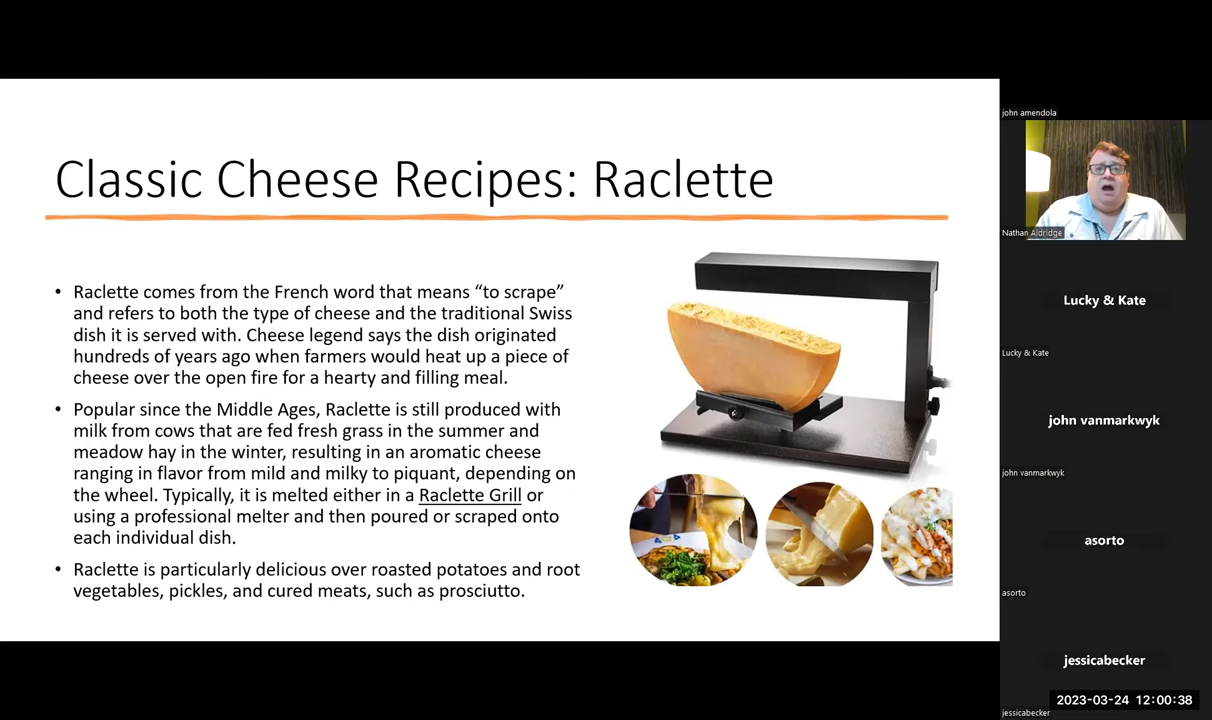 Classic Cheese Recipes: Raclette
• Raclette comes from the French word that means “to scrape”
and refers to both the type of cheese and the traditional Swiss
dish it is served with. Cheese legend says the dish originated
hundreds of years ago when farmers would heat up a piece of
cheese over the open fire for a hearty and filling meal.
• Popular since the Middle Ages, Raclette is still produced with
milk from cows that are fed fresh grass in the summer and
meadow hay in the winter, resulting in an aromatic cheese
ranging in flavor from mild and milky to piquant, depending on
the wheel. Typically, it is melted either in a Raclette Grill or
using a professional melter and then poured or scraped onto
each individual dish.
• Raclette is particularly delicious over roasted potatoes and root
vegetables, pickles, and cured meats, such as prosciutto.
john amendola
Nathan Aldridge
Lucky & Kate
Lucky & Kate
john vanmarkwyk
john vanmarkwyk
asorto
asorto
jessicabecker
2023-03-24 12:00:38
jessicabecker